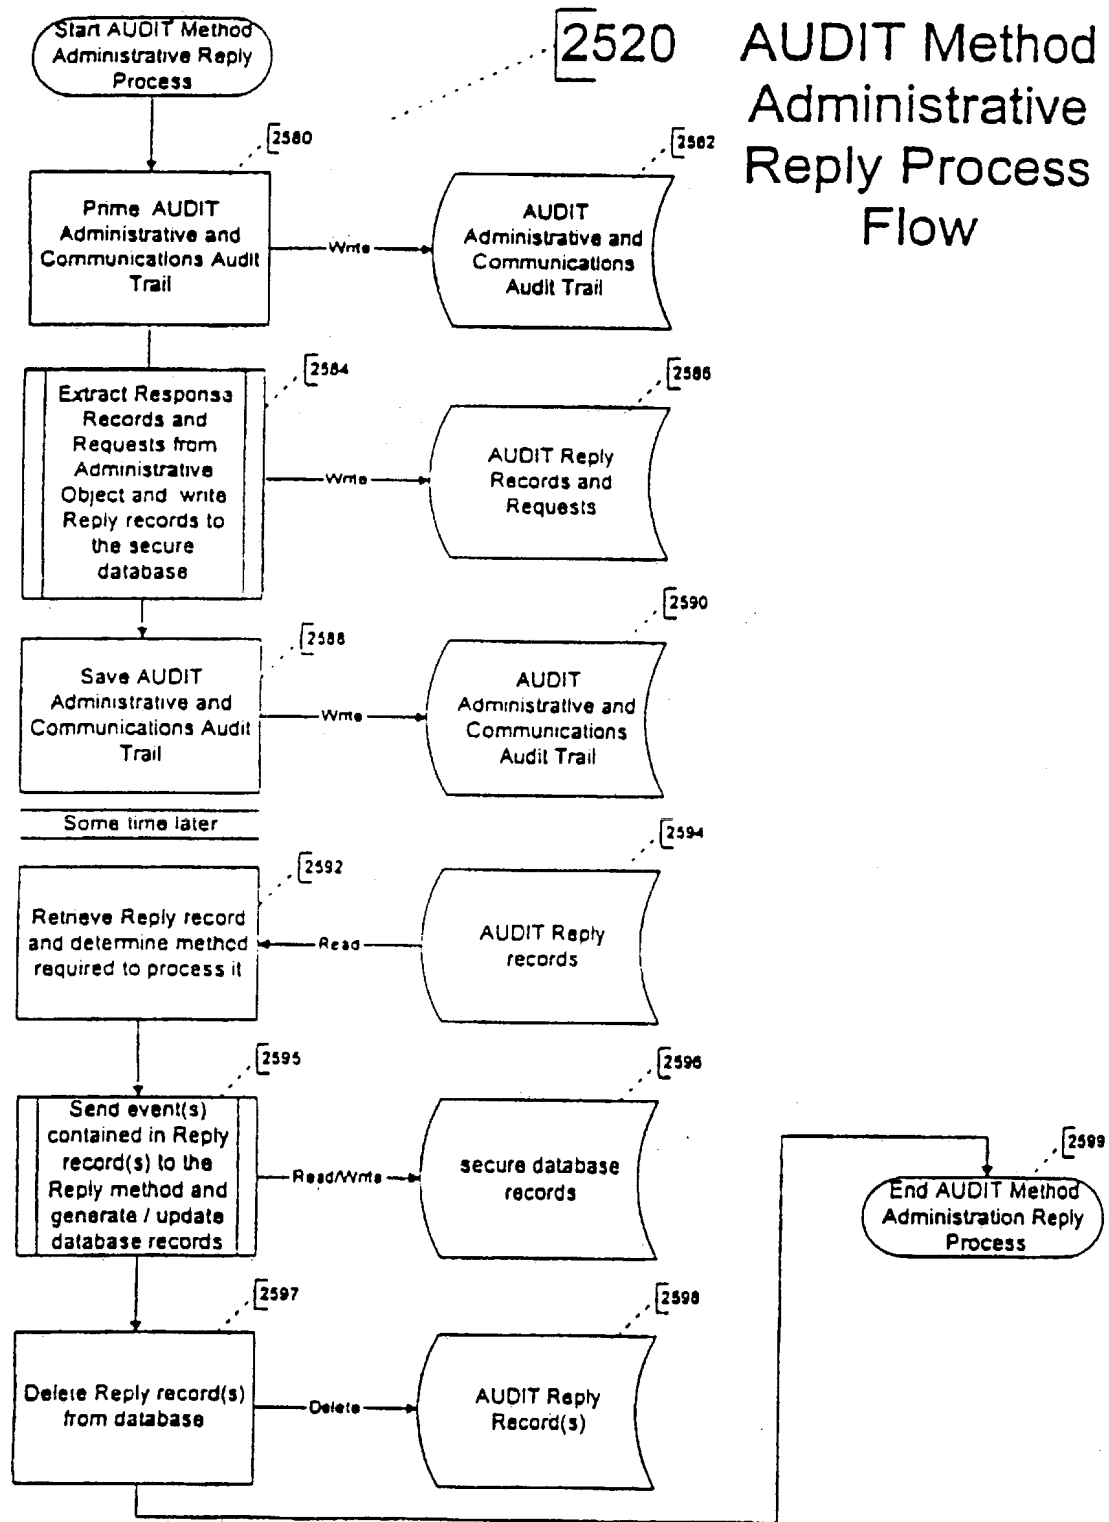 Start AUDIT Method
Administrative Reply
Process
2520
AUDIT Method
Administrative
Reply Process
Flow
2580
Prime AUDIT
Administrative and
Communications Audit
Trail
Write
2582
AUDIT
Administrative and
Communications
Audit Trail
2584
Extract Response
Records and
Requests from
Administrative
Object and write
Reply records to
the secure
database
Write
2586
AUDIT Reply
Records and
Requests
2588
Save AUDIT
Administrative and
Communications Audit
Trail
Write
2590
AUDIT
Administrative and
Communications
Audit Trail
Some time later
2592
Retrieve Reply record
and determine method
required to process it
Read
2594
AUDIT Reply
records
2595
Send event(s)
contained in Reply
record(s) to the
Reply method and
generate / update
database records
Read/Write
2596
secure database
records
2597
Delete Reply record(s)
from database
Delete
2598
AUDIT Reply
Record(s)
2599
End AUDIT Method
Administration Reply
Process